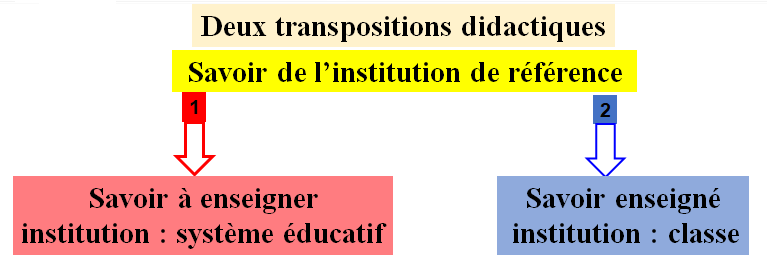 Deux transpositions didactiques
Savoir de l’institution de référence
1
2
Savoir à enseigner
institution : système éducatif
Savoir enseigné
institution : classe